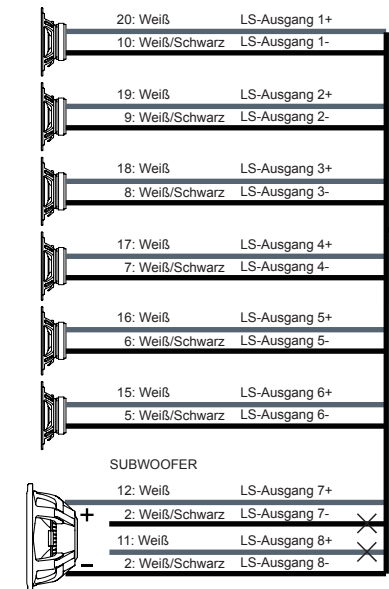 20: Weiß LS-Ausgang 1+
10: Weiß/Schwarz LS-Ausgang 1-
19: Weiß LS-Ausgang 2+
9: Weiß/Schwarz LS-Ausgang 2-
18: Weiß LS-Ausgang 3+
8: Weiß/Schwarz LS-Ausgang 3-
17: Weiß LS-Ausgang 4+
7: Weiß/Schwarz LS-Ausgang 4-
16: Weiß LS-Ausgang 5+
6: Weiß/Schwarz LS-Ausgang 5-
15: Weiß LS-Ausgang 6+
5: Weiß/Schwarz LS-Ausgang 6-
SUBWOOFER
12: Weiß LS-Ausgang 7+
+
2: Weiß/Schwarz LS-Ausgang 7-
11: Weiß LS-Ausgang 8+
–
2: Weiß/Schwarz LS-Ausgang 8-